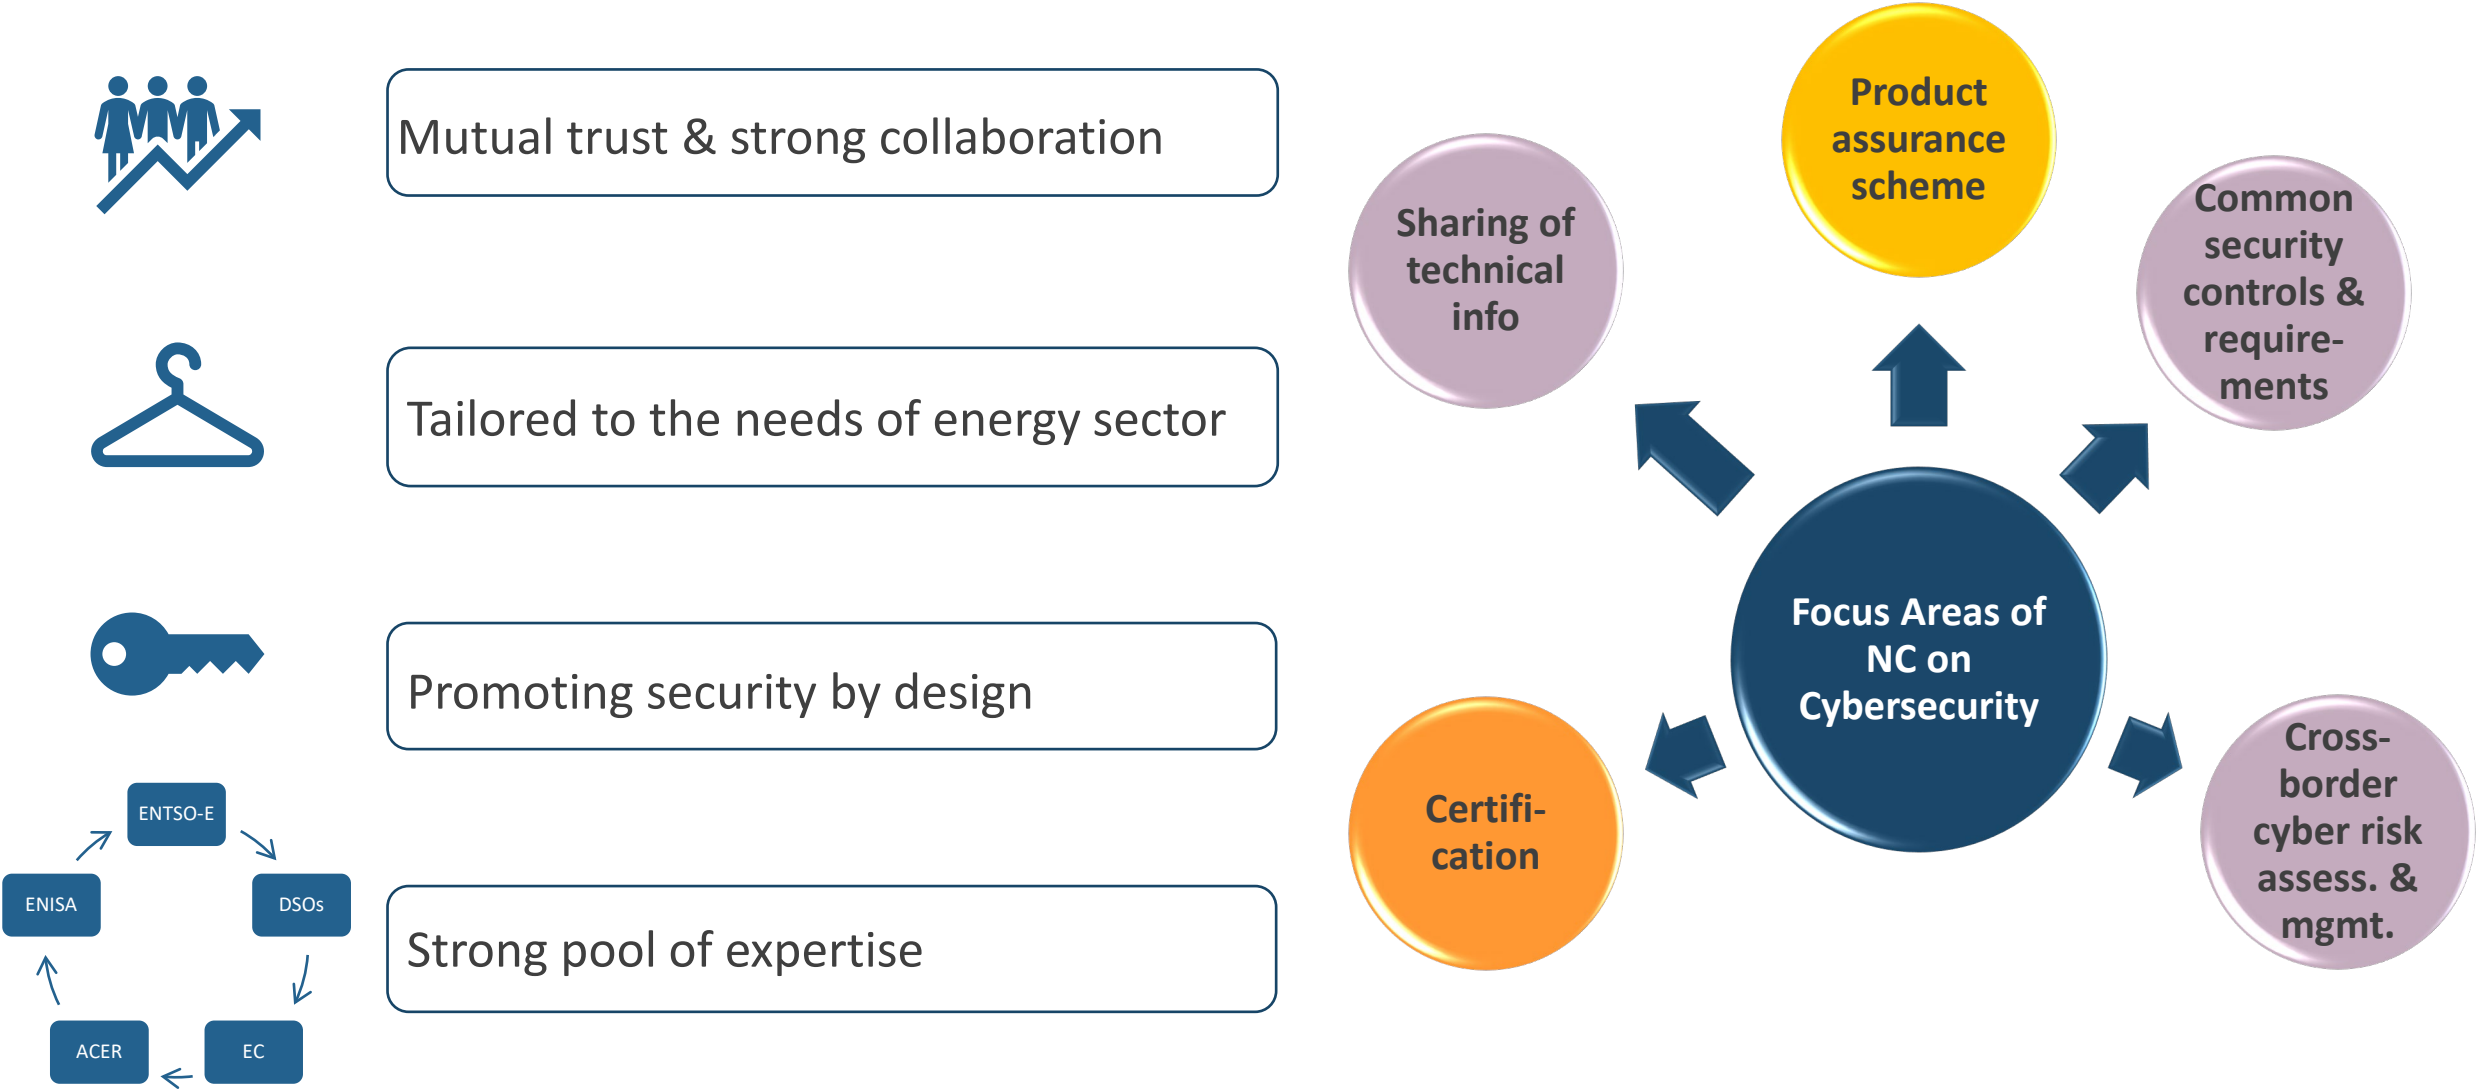 Mutual trust & strong collaboration
Tailored to the needs of energy sector
Promoting security by design
Strong pool of expertise
ENTSO-E
DSOs
EC
ACER
ENISA
Focus Areas of
NC on
Cybersecurity
Product
assurance
scheme
Common
security
controls &
require-
ments
Cross-
border
cyber risk
assess. &
mgmt.
Certifi-
cation
Sharing of
technical
info